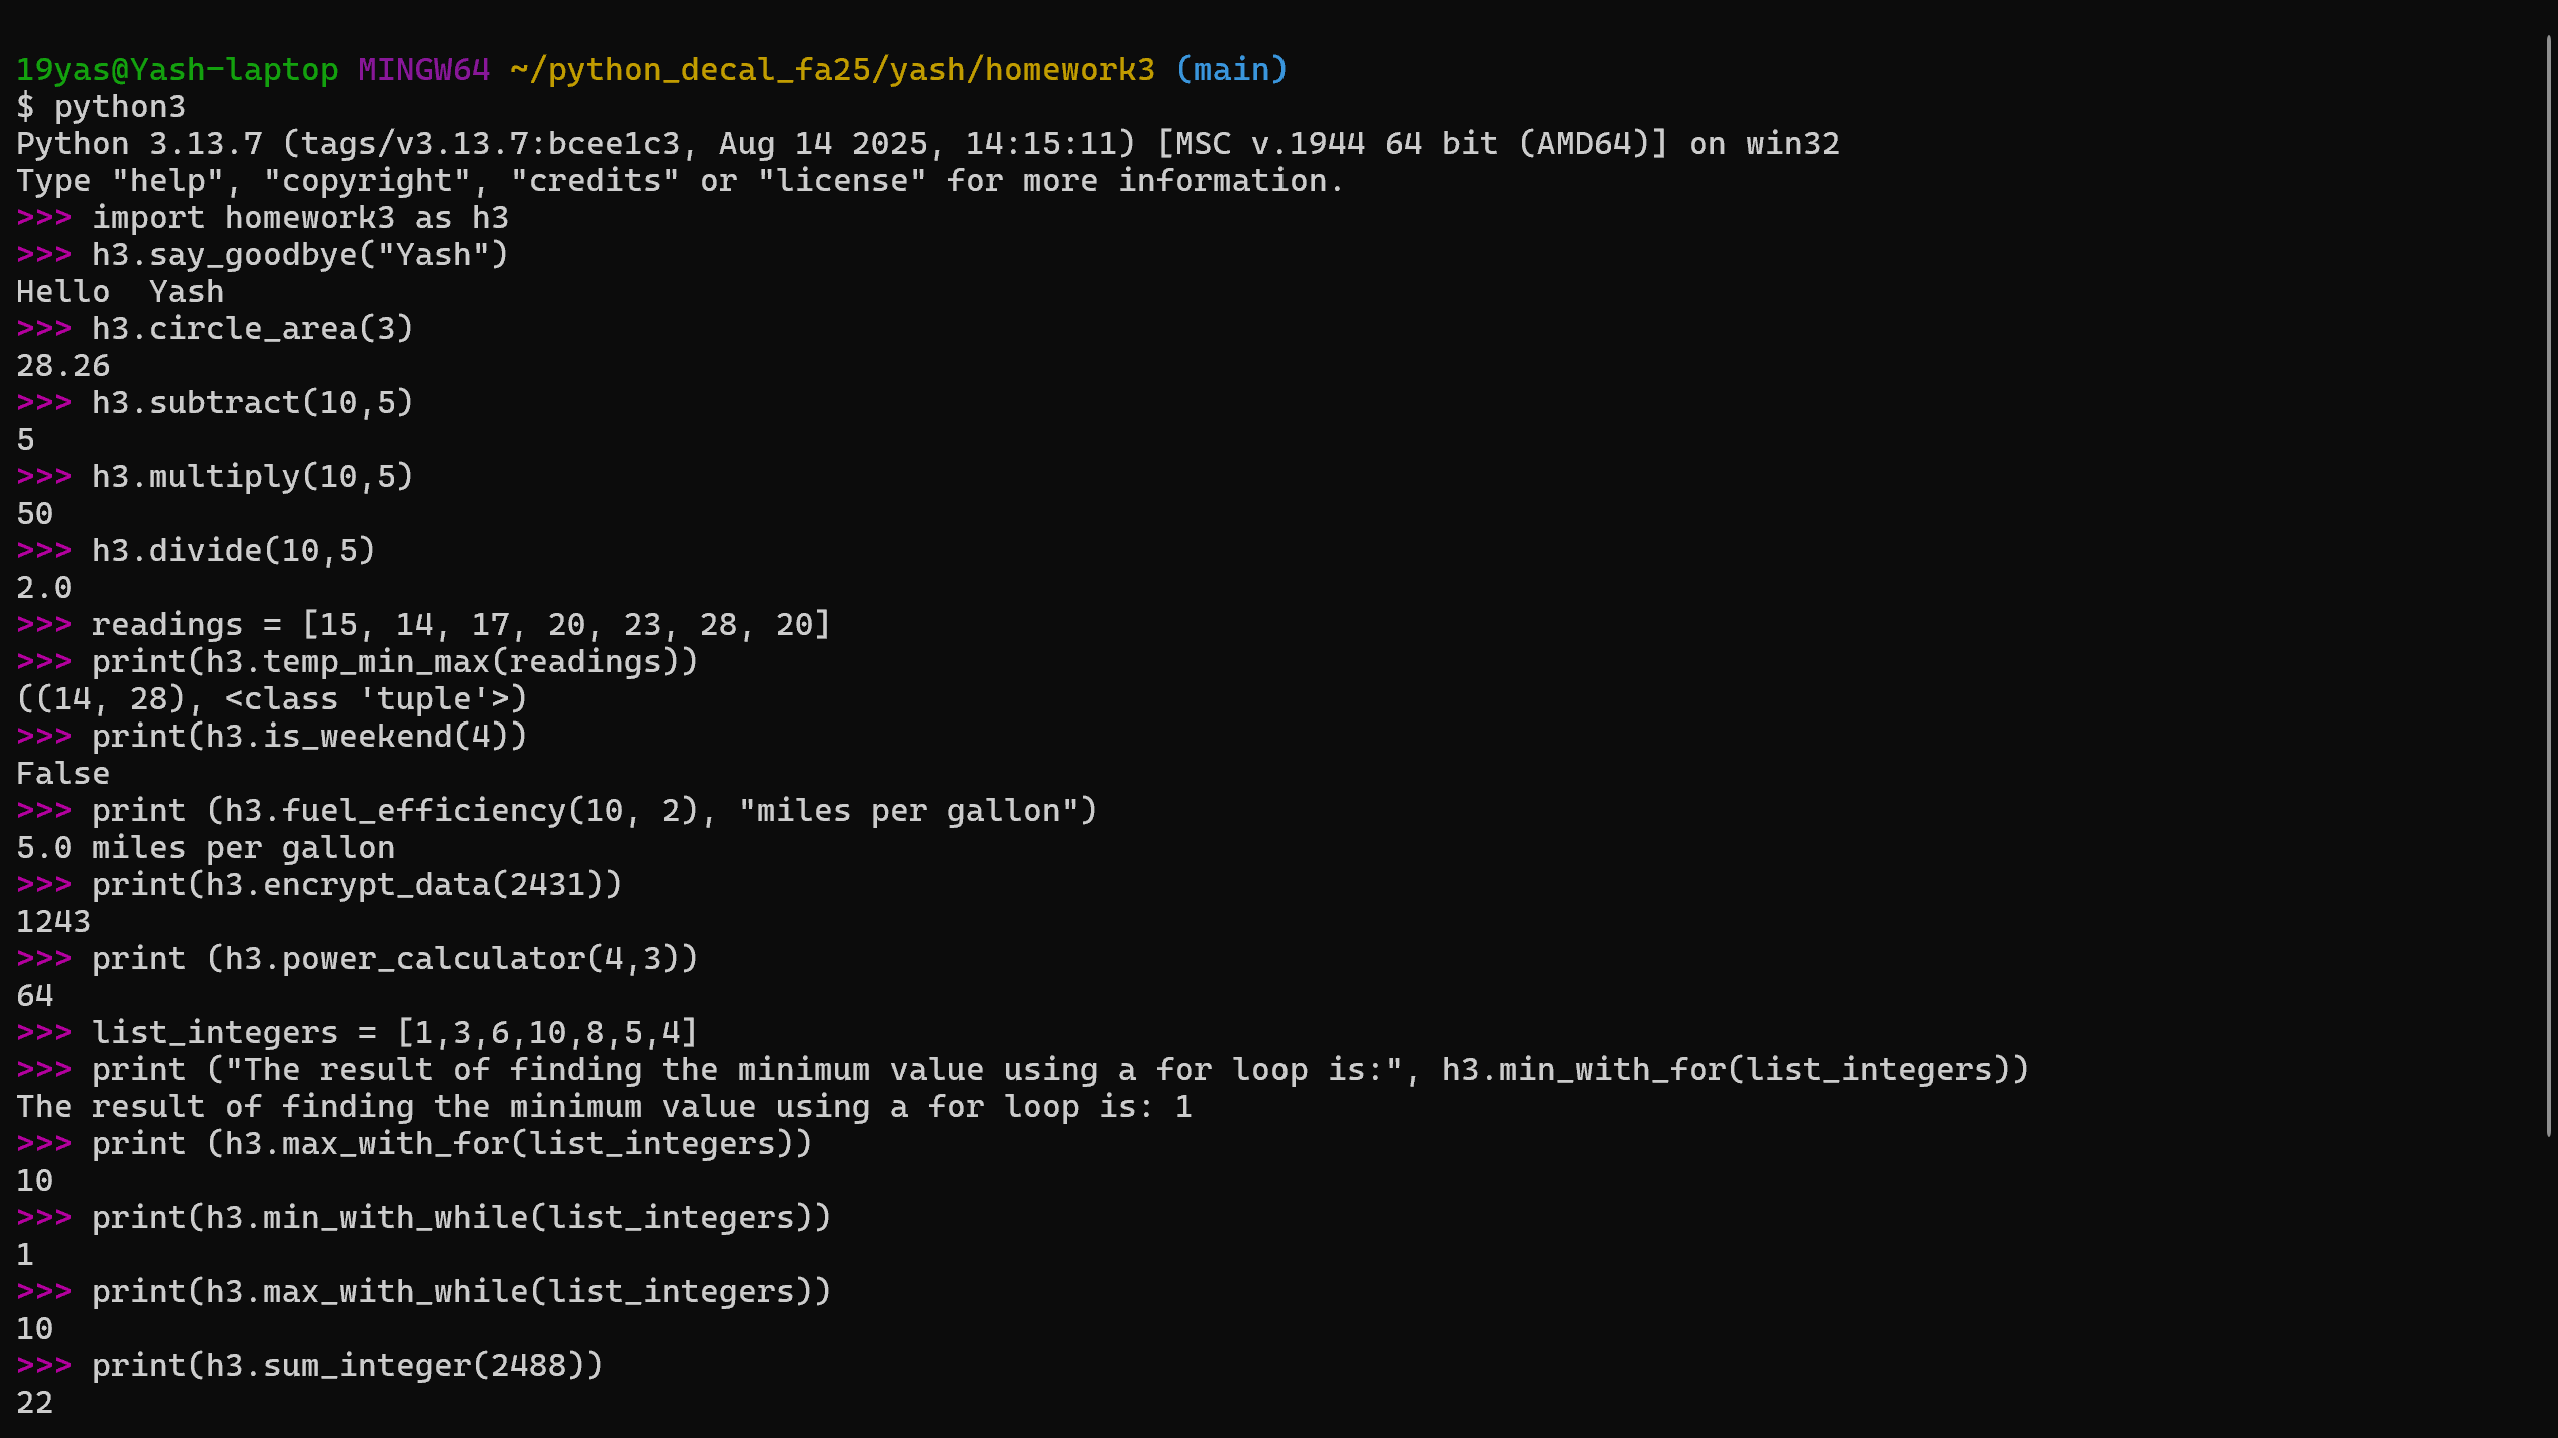 19yas@Yash-laptop MINGW64 ~/python_decal_fa25/yash/homework3 (main)
$ python3
Python 3.13.7 (tags/v3.13.7:bcee1c3, Aug 14 2025, 14:15:11) [MSC v.1944 64 bit (AMD64)] on win32
Type "help", "copyright", "credits" or "license" for more information.
>>> import homework3 as h3
>>> h3.say_goodbye("Yash")
Hello  Yash
>>> h3.circle_area(3)
28.26
>>> h3.subtract(10,5)
5
>>> h3.multiply(10,5)
50
>>> h3.divide(10,5)
2.0
>>> readings = [15, 14, 17, 20, 23, 28, 20]
>>> print(h3.temp_min_max(readings))
((14, 28), <class 'tuple'>)
>>> print(h3.is_weekend(4))
False
>>> print (h3.fuel_efficiency(10, 2), "miles per gallon")
5.0 miles per gallon
>>> print(h3.encrypt_data(2431))
1243
>>> print (h3.power_calculator(4,3))
64
>>> list_integers = [1,3,6,10,8,5,4]
>>> print ("The result of finding the minimum value using a for loop is:", h3.min_with_for(list_integers))
The result of finding the minimum value using a for loop is: 1
>>> print (h3.max_with_for(list_integers))
10
>>> print(h3.min_with_while(list_integers))
1
>>> print(h3.max_with_while(list_integers))
10
>>> print(h3.sum_integer(2488))
22